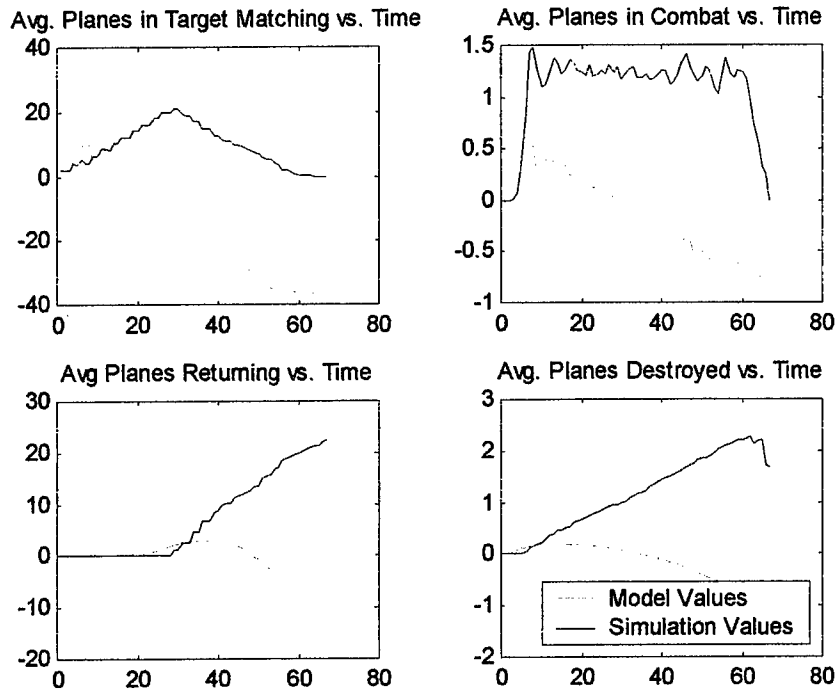 Avg. Planes in Target Matching vs. Time
40
20
0
-20
-40
0 20 40 60 80
Avg. Planes in Combat vs. Time
1.5
1
0.5
0
-0.5
-1
0 20 40 60 80
Avg Planes Returning vs. Time
30
20
10
0
-10
-20
0 20 40 60 80
Avg. Planes Destroyed vs. Time
3
2
1
0
-1
-2
0 20 40 60 80
Model Values
Simulation Values